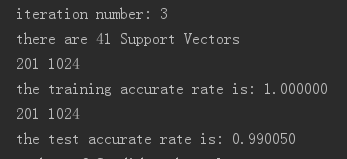 iteration number: 3
there are 41 Support Vectors
201 1024
the training accurate rate is: 1.000000
201 1024
the test accurate rate is: 0.990050